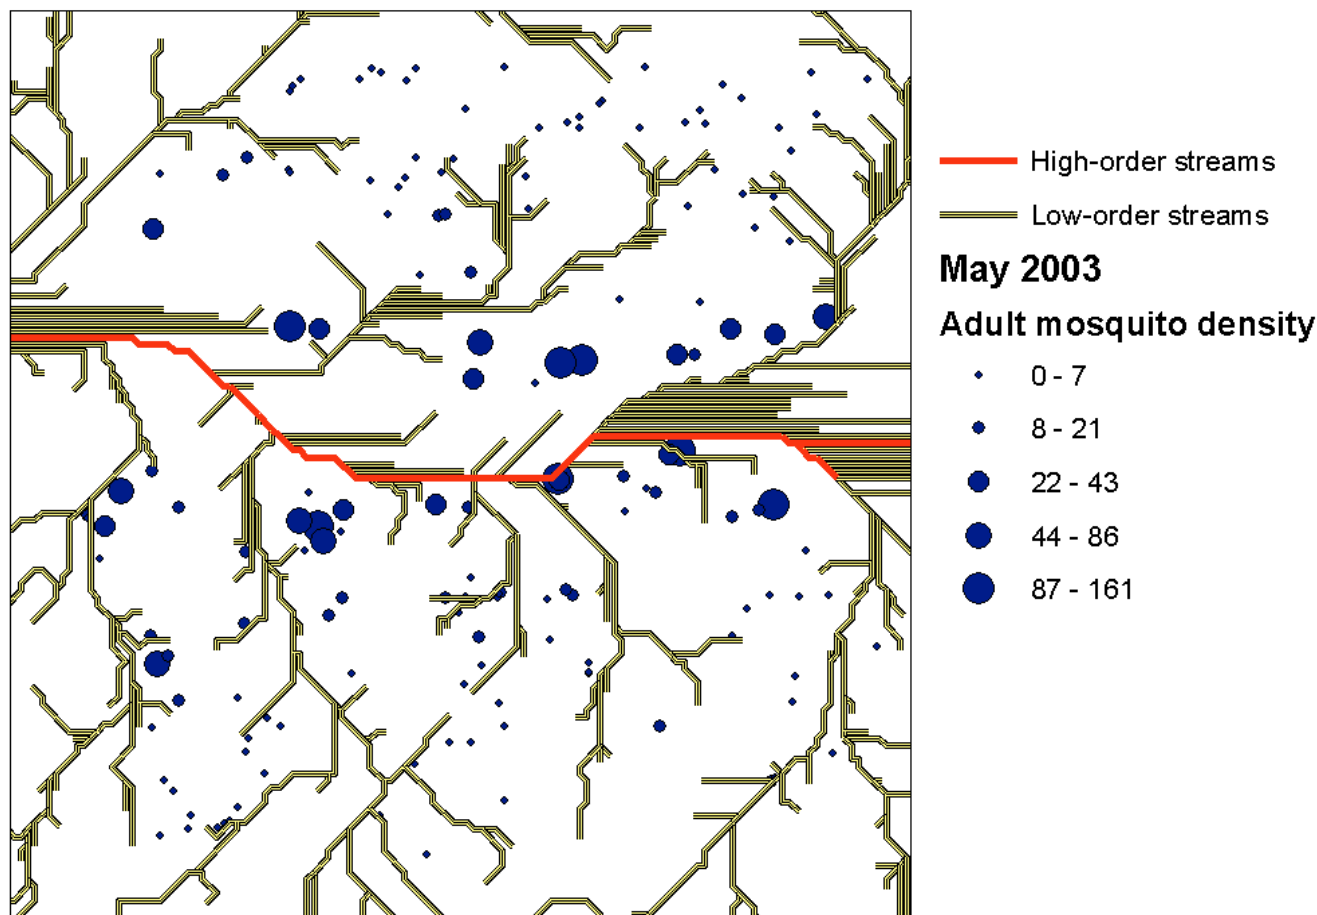 High-order streams
Low-order streams
May 2003
Adult mosquito density
0 - 7
8 - 21
22 - 43
44 - 86
87 - 161